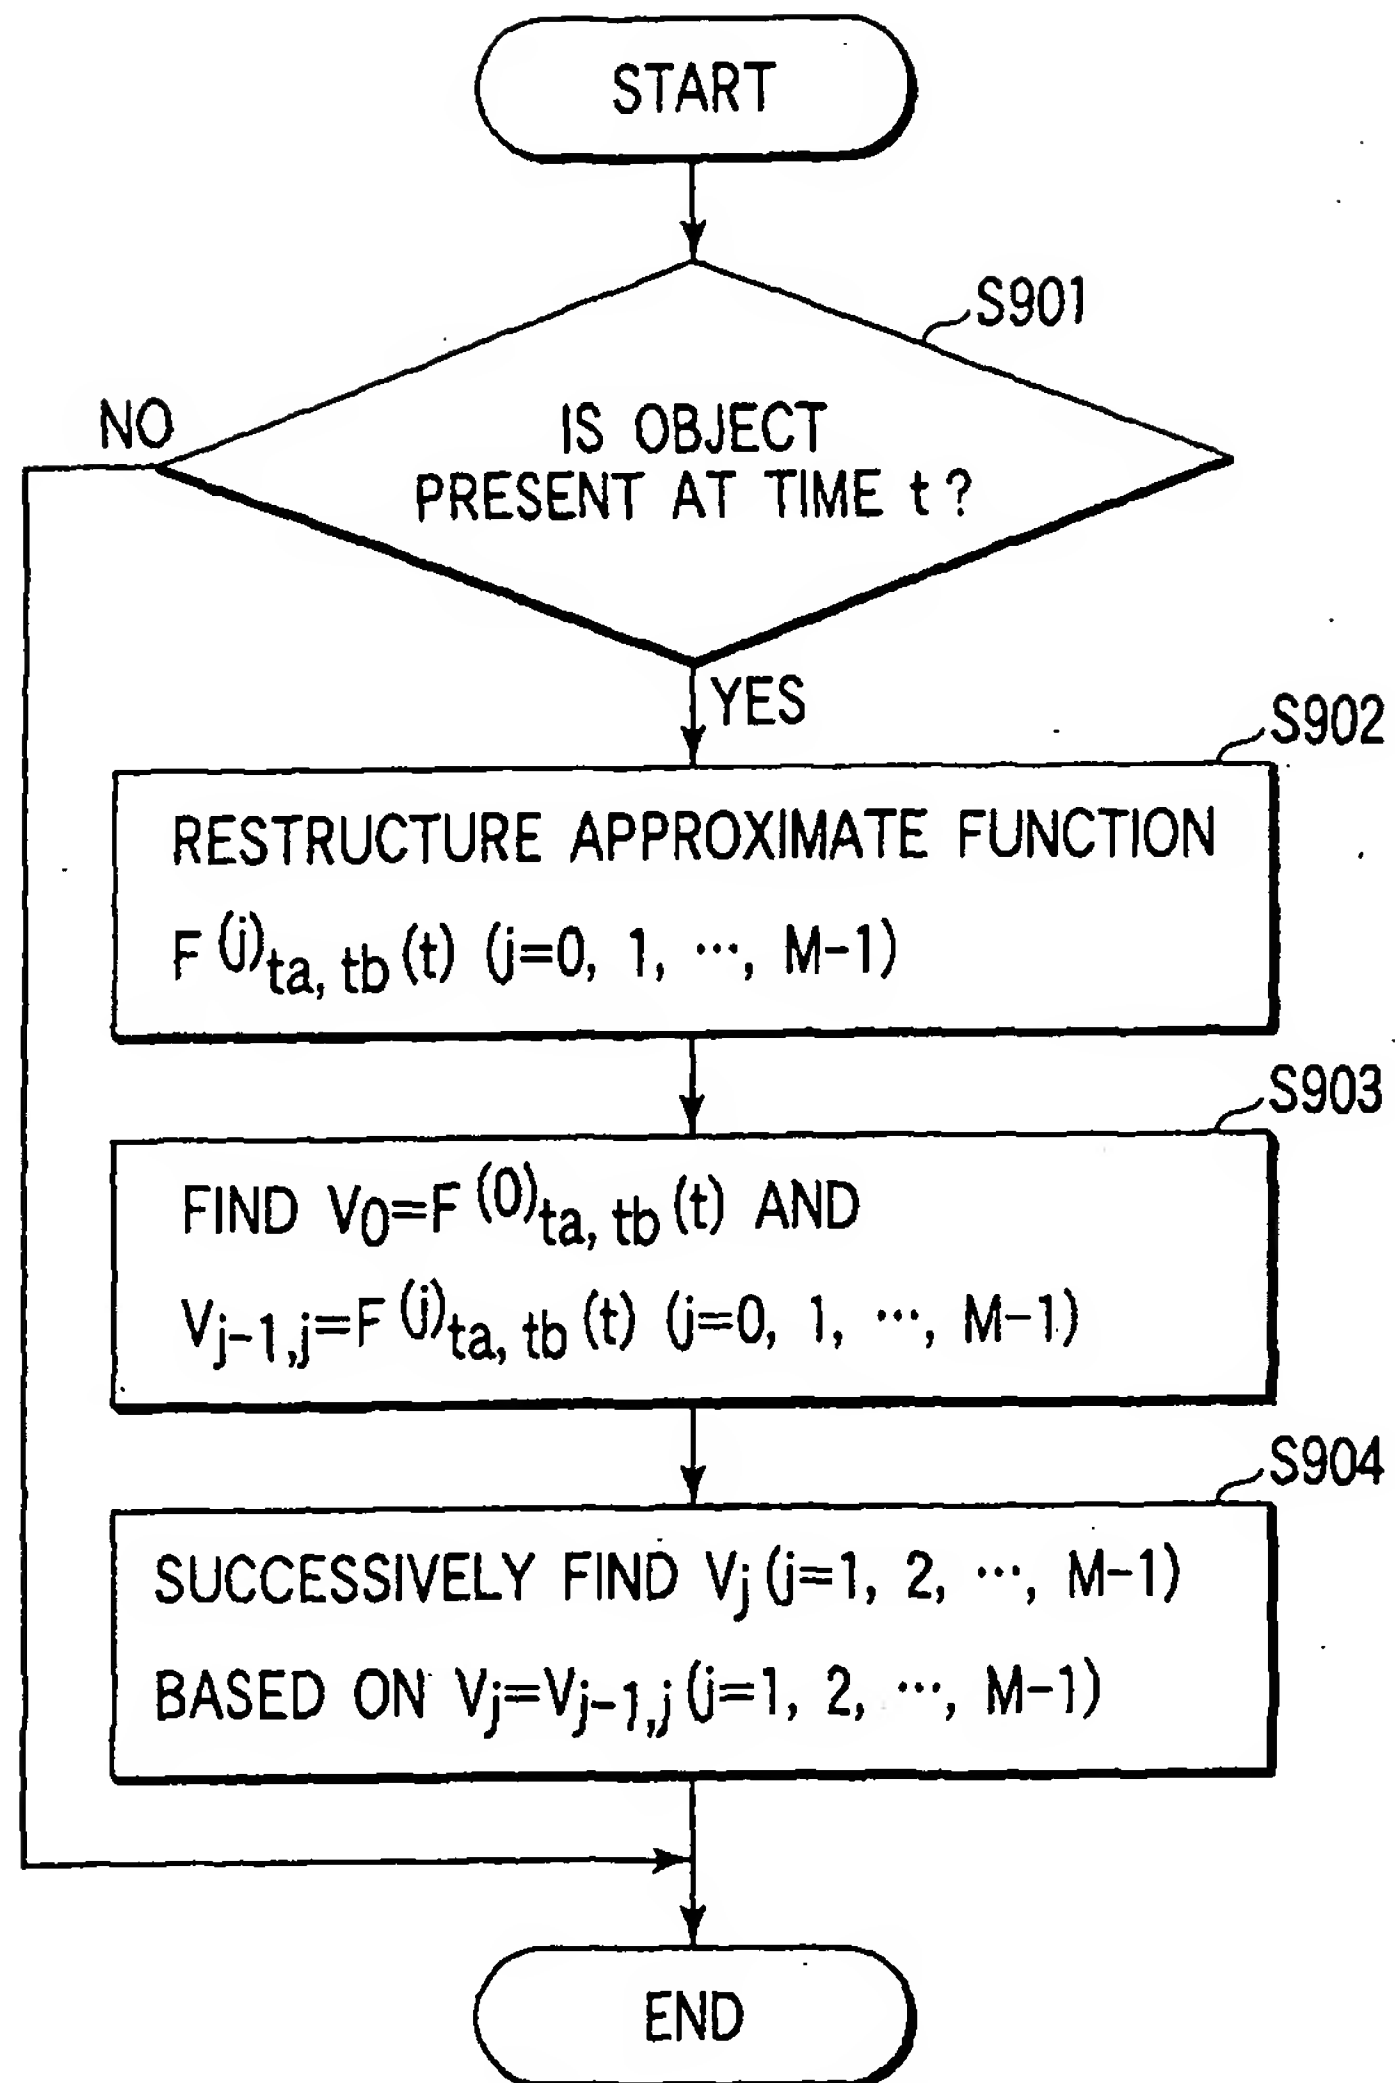 START
S901
NO
IS OBJECT
PRESENT AT TIME t?
YES
S902
RESTRUCTURE APPROXIMATE FUNCTION
F(j)ta, tb(t) (j=0, 1, ···, M-1)
S903
FIND V0=F(0)ta, tb(t) AND
Vj-1,j=F(j)ta, tb(t) (j=0, 1, ···, M-1)
S904
SUCCESSIVELY FIND Vj(j=1, 2, ···, M-1)
BASED ON Vj=Vj-1,j(j=1, 2, ···, M-1)
END